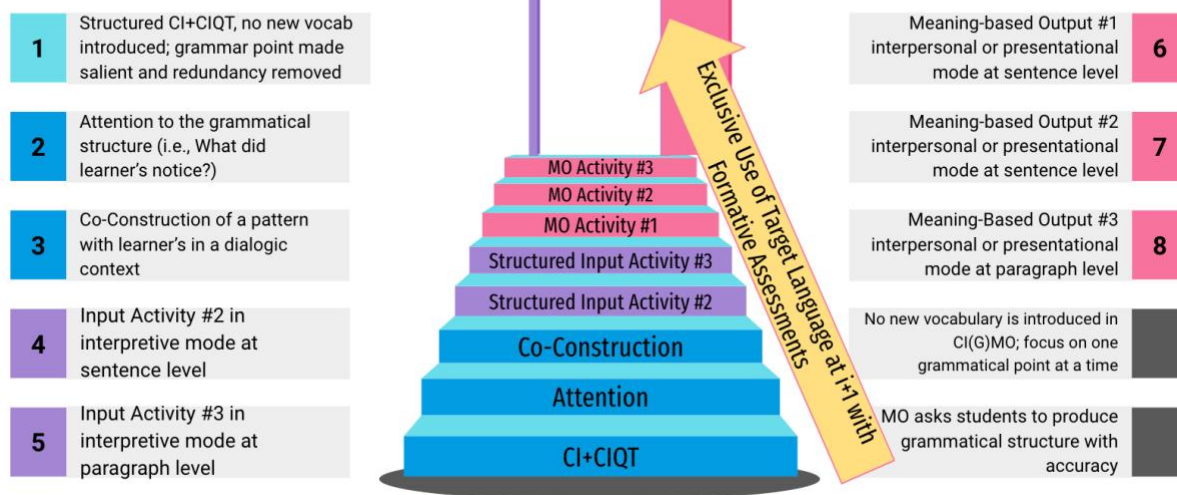 1
Structured CI+CIQT, no new vocab
introduced; grammar point made
salient and redundancy removed
2
Attention to the grammatical
structure (i.e., What did
learner's notice?)
3
Co-Construction of a pattern
with learner's in a dialogic
context
4
Input Activity #2 in
interpretive mode at
sentence level
5
Input Activity #3 in
interpretive mode at
paragraph level
MO Activity #3
MO Activity #2
MO Activity #1
Structured Input Activity #3
Structured Input Activity #2
Co-Construction
Attention
CI+CIQT
Exclusive Use of Target Language at i+1 with
Formative Assessments
Meaning-based Output #1
interpersonal or presentational
mode at sentence level
6
Meaning-based Output #2
interpersonal or presentational
mode at sentence level
7
Meaning-Based Output #3
interpersonal or presentational
mode at paragraph level
8
No new vocabulary is introduced in
CI(G)MO; focus on one
grammatical point at a time
MO asks students to produce
grammatical structure with
accuracy